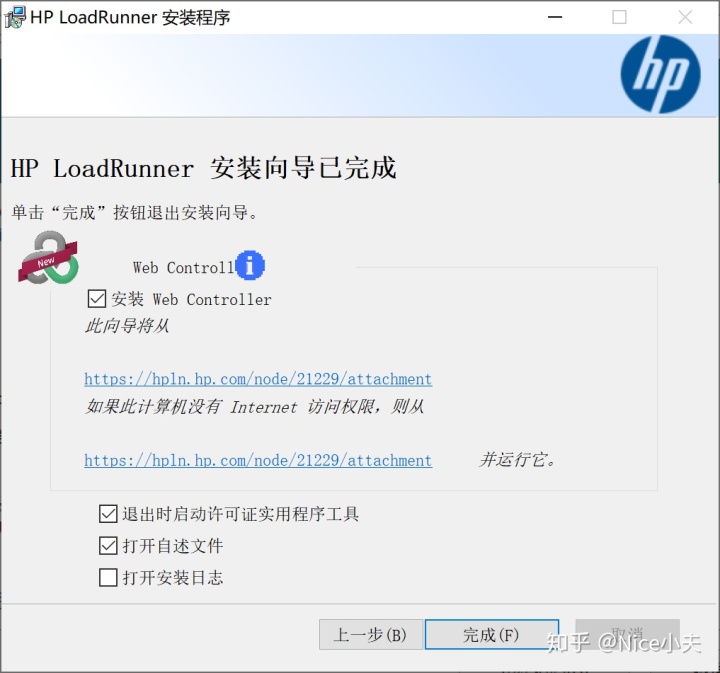 HP LoadRunner 安装程序
hp
HP LoadRunner 安装向导已完成
单击“完成”按钮退出安装向导。
New
Web Controll
安装 Web Controller
此向导将从
https://hpln.hp.com/node/21229/attachment
如果此计算机没有 Internet 访问权限，则从
https://hpln.hp.com/node/21229/attachment 并运行它。
退出时启动许可证实用程序工具
打开自述文件
打开安装日志
上一步(B) 完成(F) 取消
知乎 @Nice小夫